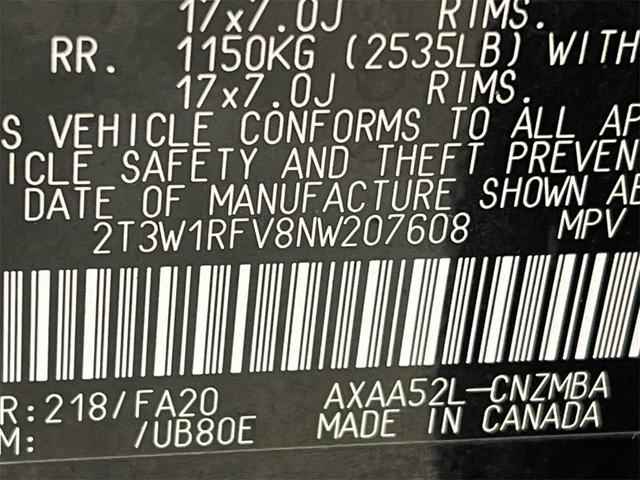 17x7.0J RIMS.
RR. 1150KG (2535LB) WITH
17x7.0J RIMS.
S VEHICLE CONFORMS TO ALL AP
ICLE SAFETY AND THEFT PREVEN
DATE OF MANUFACTURE SHOWN AB
2T3W1RFV8NW207608 MPV
R:218/FA20 AXAA52L-CNZMBA
M: /UB80E MADE IN CANADA